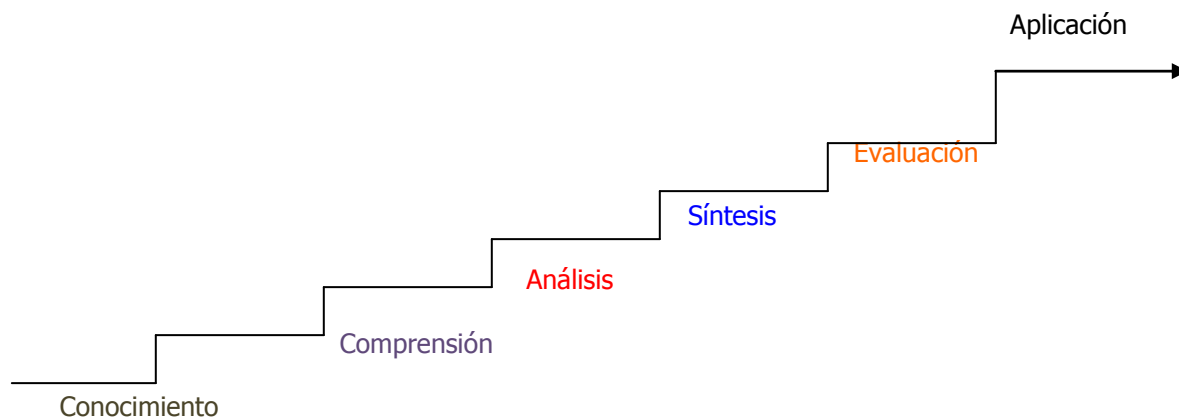 Aplicación
Evaluación
Síntesis
Análisis
Comprensión
Conocimiento